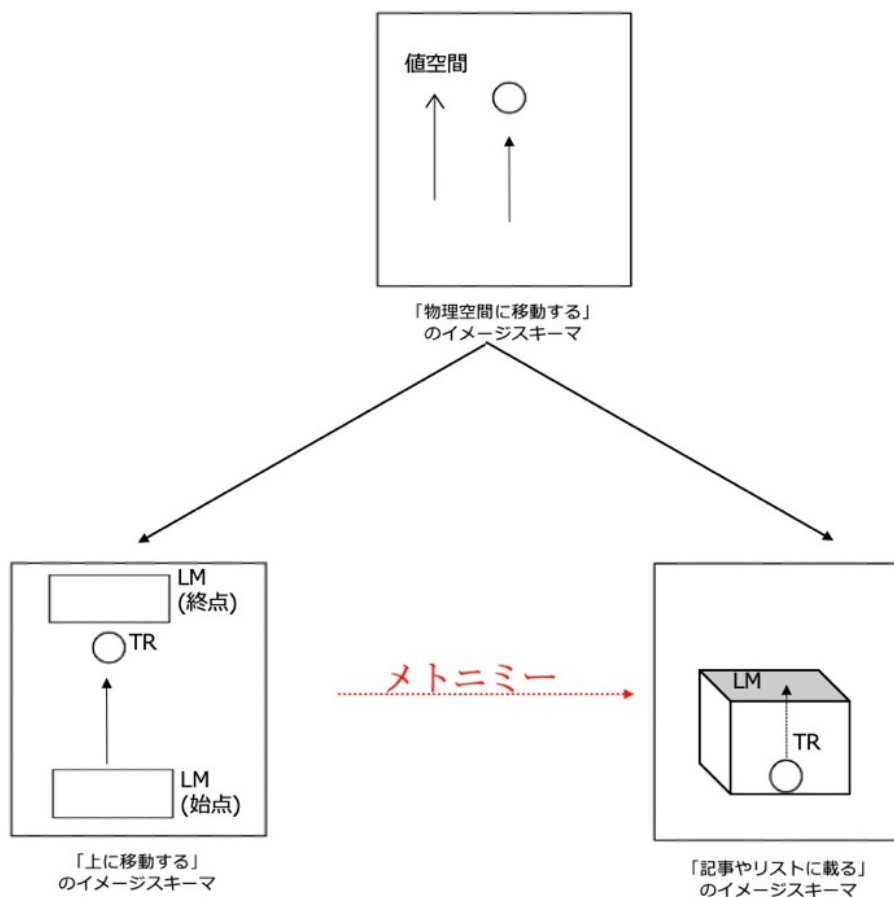 値空間
「物理空間に移動する」
のイメージスキーマ
LM
(終点)
TR
LM
(始点)
「上に移動する」
のイメージスキーマ
メトニミー
LM
TR
「記事やリストに載る」
のイメージスキーマ